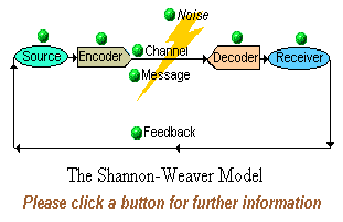 Noise
Source
Encoder
Channel
Message
Decoder
Receiver
Feedback
The Shannon-Weaver Model
Please click a button for further information